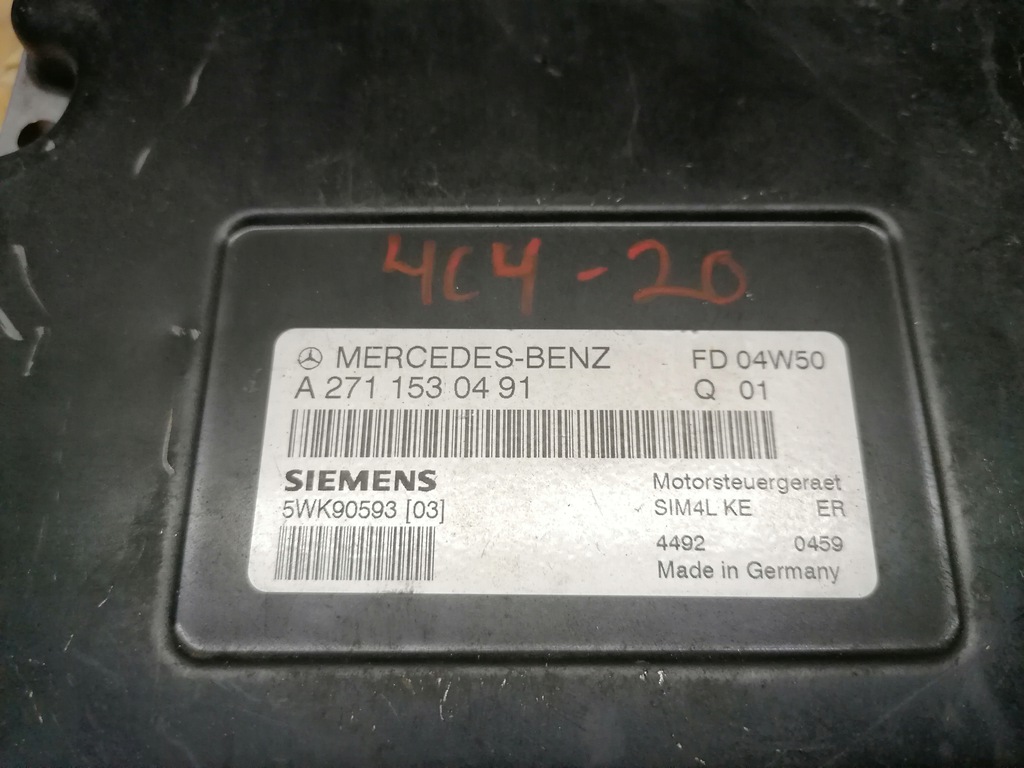 4C4-20
MERCEDES-BENZ FD 04W50
A 271 153 04 91 Q 01
SIEMENS Motorsteuergeraet
5WK90593 [03] SIM4L KE ER
4492 0459
Made in Germany